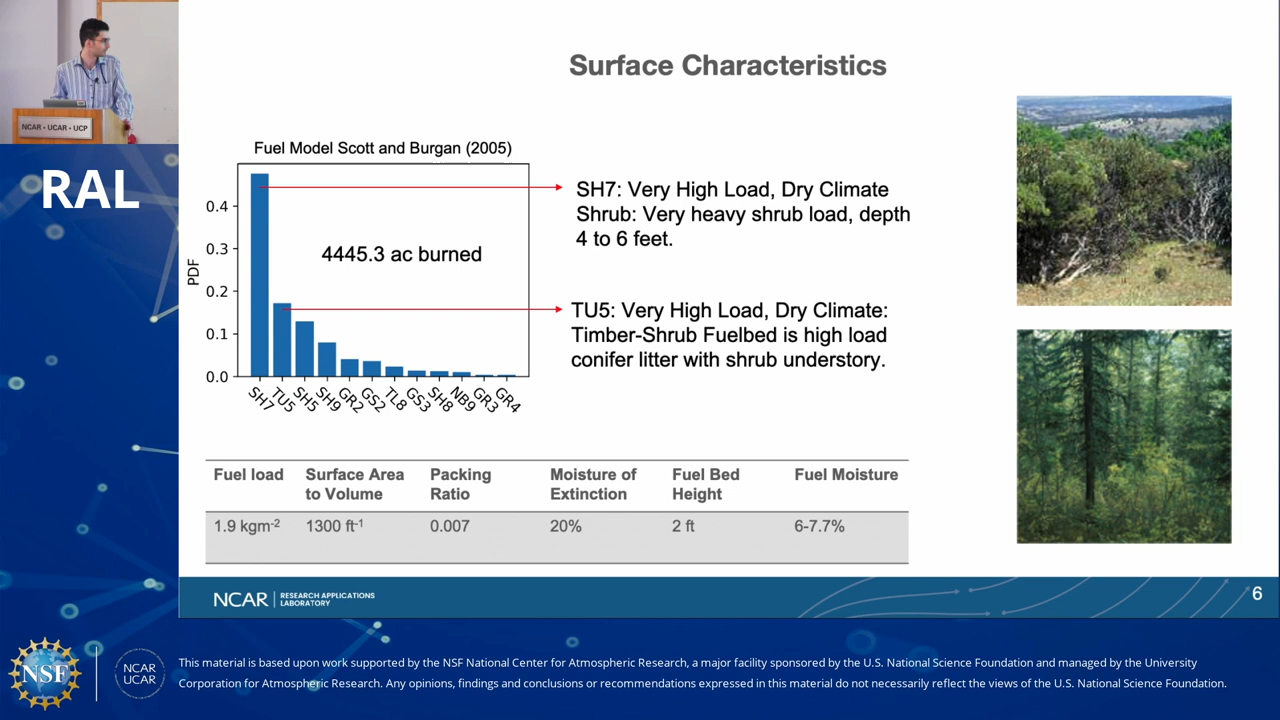 NCAR • UCAR • UCP
RAL
Surface Characteristics
Fuel Model Scott and Burgan (2005)
PDF
0.4
0.3
0.2
0.1
0.0
4445.3 ac burned
SH7
TU5
SH5
SH9
GR2
GS2
TL8
GS3
SH8
NB9
GR3
GR4
SH7: Very High Load, Dry Climate
Shrub: Very heavy shrub load, depth
4 to 6 feet.
TU5: Very High Load, Dry Climate:
Timber-Shrub Fuelbed is high load
conifer litter with shrub understory.
Fuel load Surface Area to Volume Packing Ratio Moisture of Extinction Fuel Bed Height Fuel Moisture
1.9 kgm⁻² 1300 ft⁻¹ 0.007 20% 2 ft 6-7.7%
NCAR | RESEARCH APPLICATIONS
LABORATORY
6
NSF
NCAR
UCAR
This material is based upon work supported by the NSF National Center for Atmospheric Research, a major facility sponsored by the U.S. National Science Foundation and managed by the University
Corporation for Atmospheric Research. Any opinions, findings and conclusions or recommendations expressed in this material do not necessarily reflect the views of the U.S. National Science Foundation.